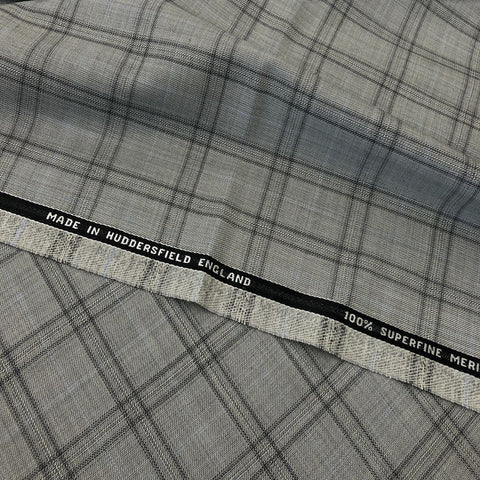 MADE IN HUDDERSFIELD ENGLAND
100% SUPERFINE MERI